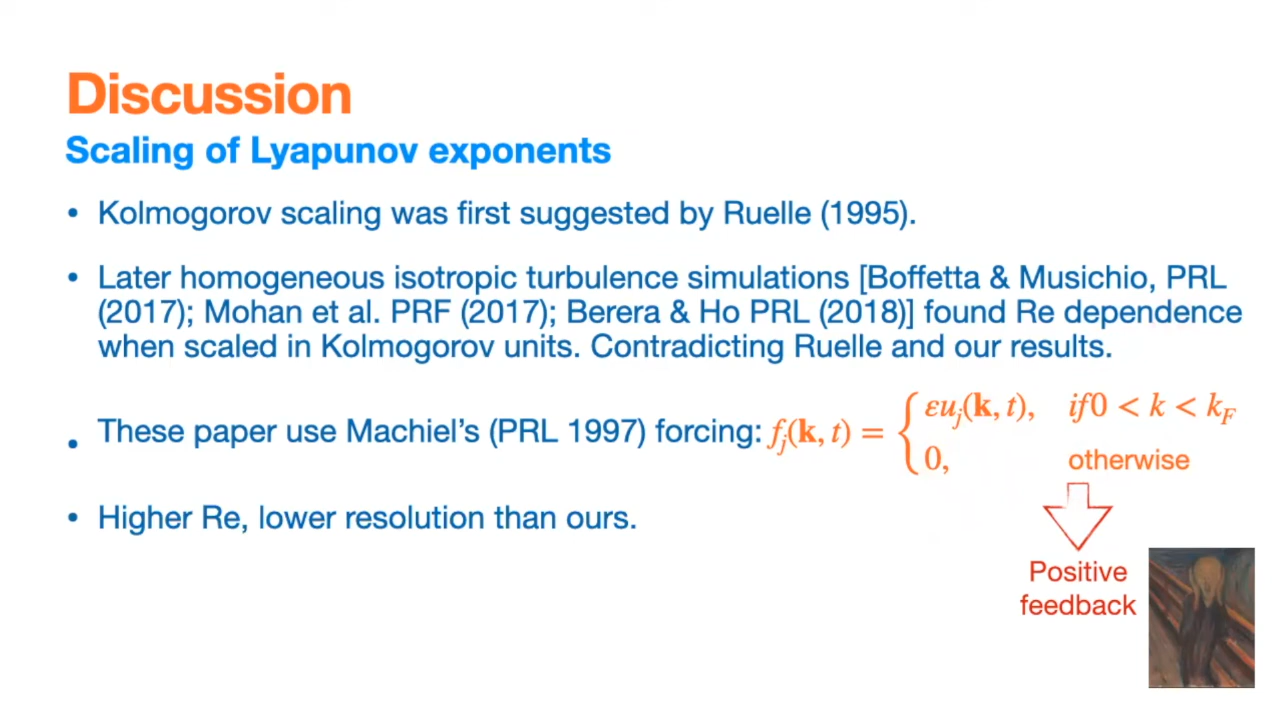 Discussion
Scaling of Lyapunov exponents
• Kolmogorov scaling was first suggested by Ruelle (1995).
• Later homogeneous isotropic turbulence simulations [Boffetta & Musichio, PRL
(2017); Mohan et al. PRF (2017); Berera & Ho PRL (2018)] found Re dependence
when scaled in Kolmogorov units. Contradicting Ruelle and our results.
• These paper use Machiel's (PRL 1997) forcing: fⱼ(𝐤, t) = { εuⱼ(𝐤, t), if0 < k < k_F
0, otherwise
• Higher Re, lower resolution than ours.
Positive
feedback